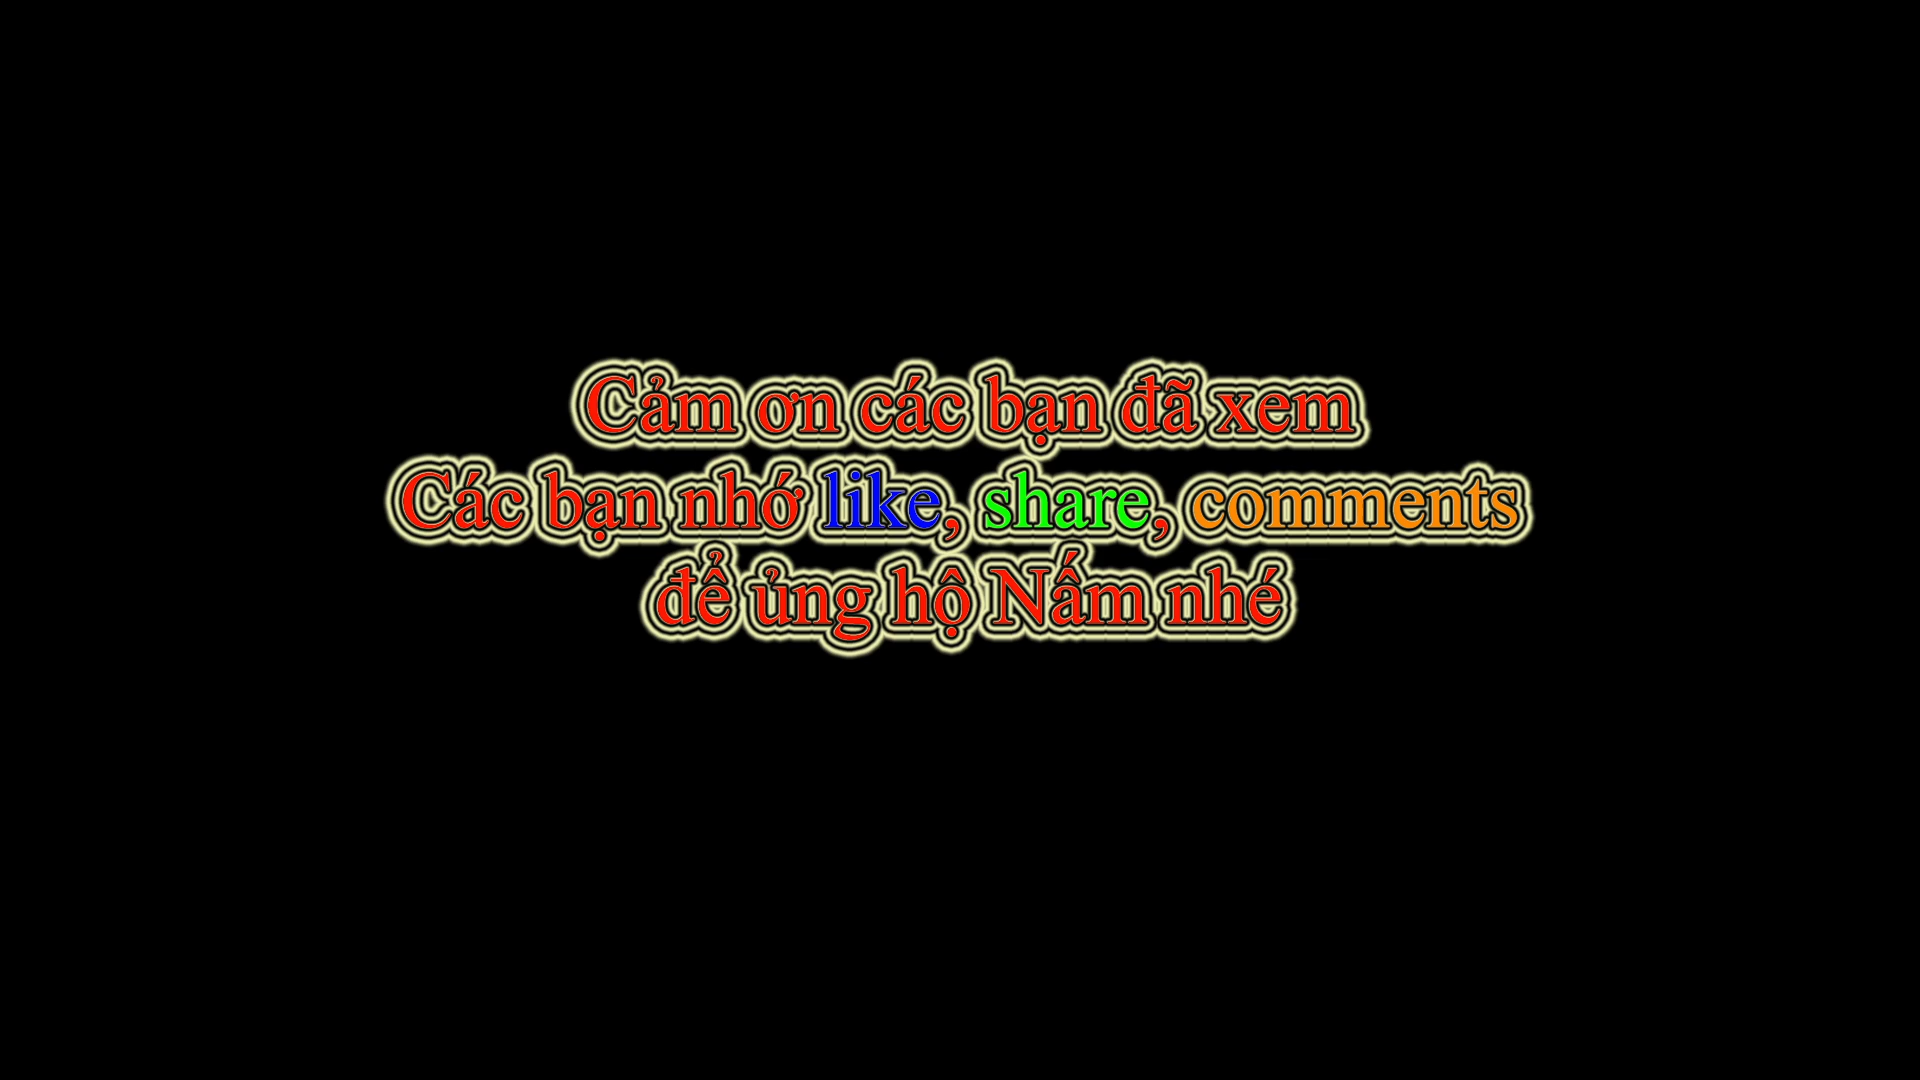 Cảm ơn các bạn đã xem
Các bạn nhớ like, share, comments
để ủng hộ Nấm nhé